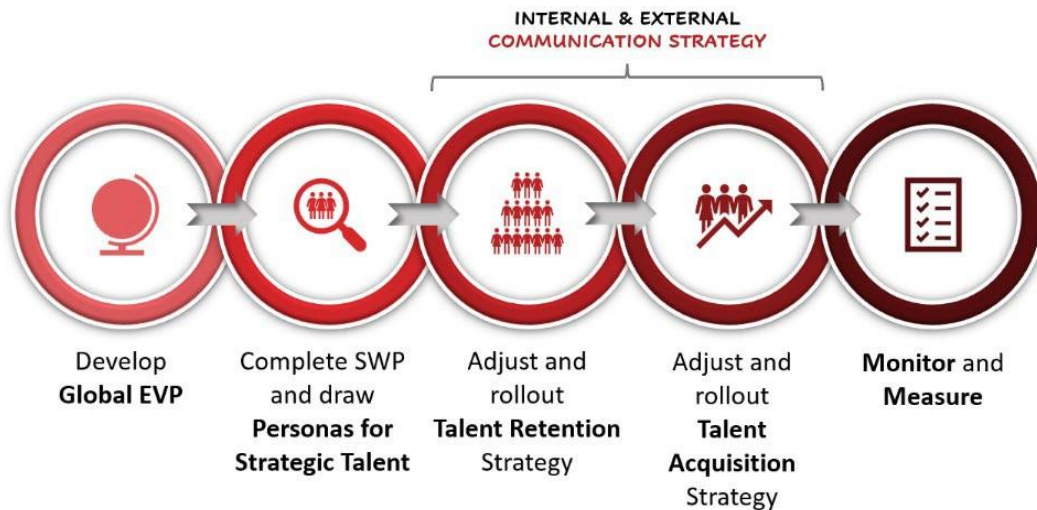 INTERNAL & EXTERNAL
COMMUNICATION STRATEGY
Develop
Global EVP
Complete SWP
and draw
Personas for
Strategic Talent
Adjust and
rollout
Talent Retention
Strategy
Adjust and
rollout
Talent
Acquisition
Strategy
Monitor and
Measure